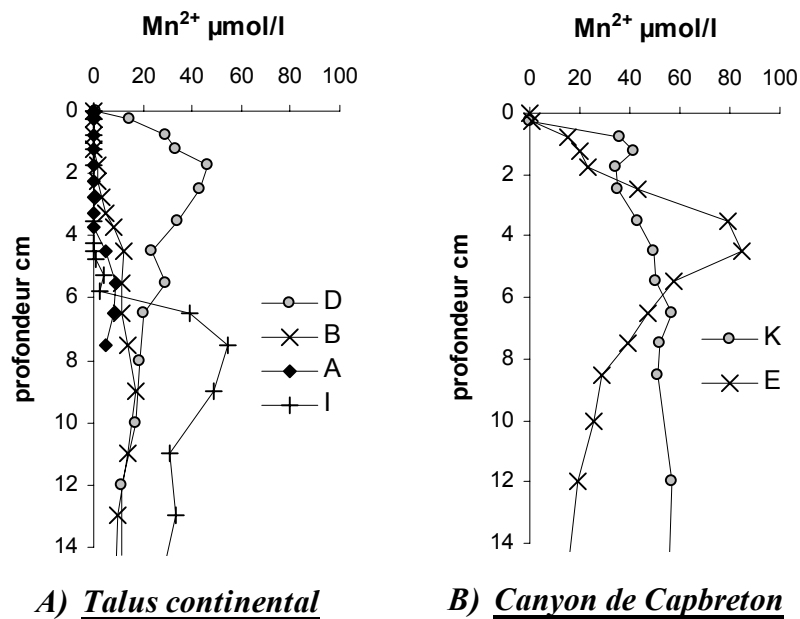 Mn²⁺ µmol/l
0 20 40 60 80 100
0
2
4
6
8
10
12
14
profondeur cm
D
B
A
I
A) Talus continental
Mn²⁺ µmol/l
0 20 40 60 80 100
0
2
4
6
8
10
12
14
profondeur cm
K
E
B) Canyon de Capbreton